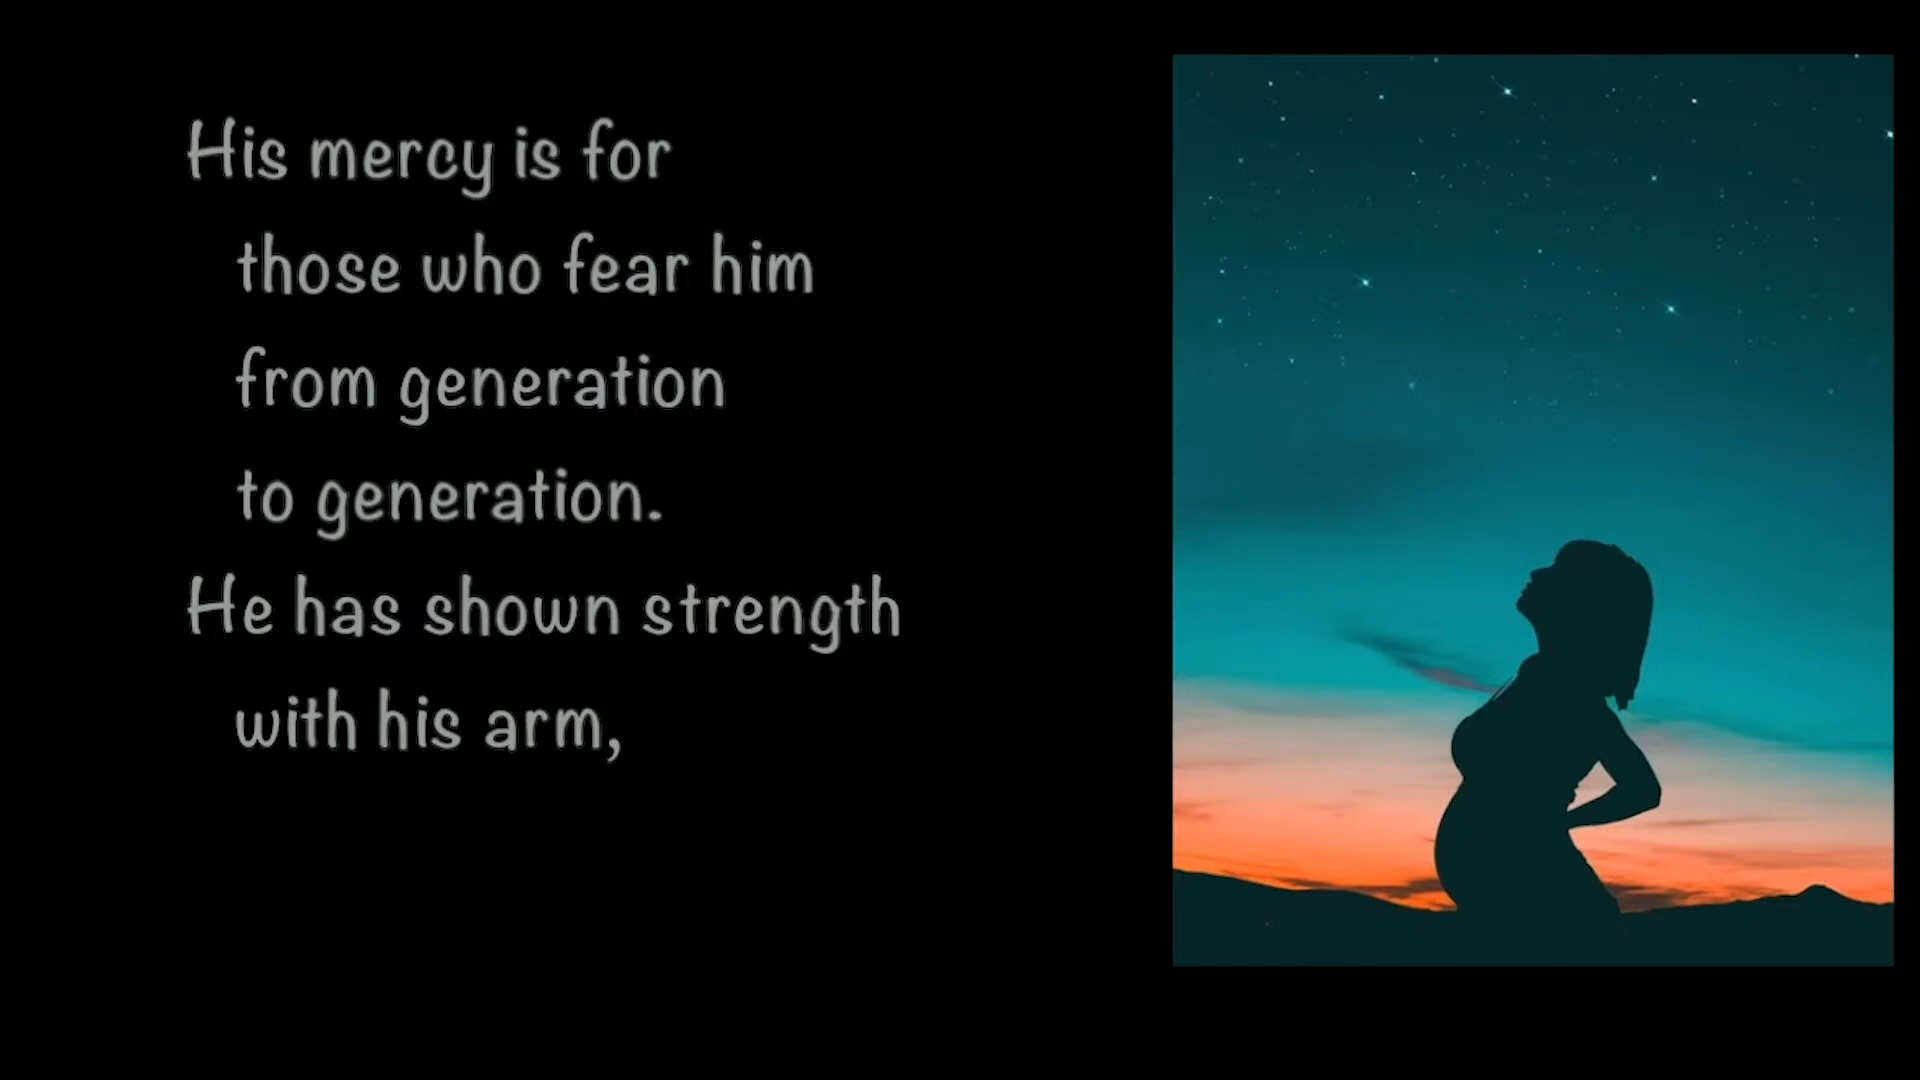 His mercy is for
those who fear him
from generation
to generation.
He has shown strength
with his arm,